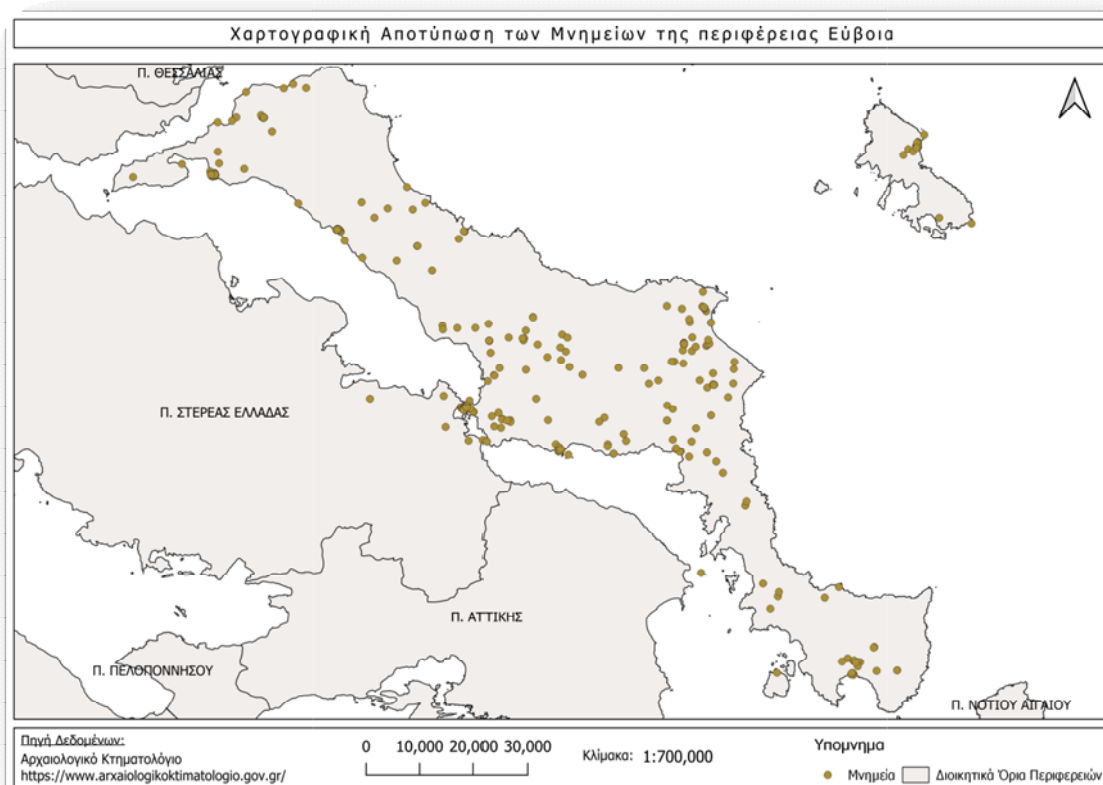 Χαρτογραφική Αποτύπωση των Μνημείων της περιφέρειας Εύβοια
Π. ΘΕΣΣΑΛΙΑΣ
Π. ΣΤΕΡΕΑΣ ΕΛΛΑΔΑΣ
Π. ΑΤΤΙΚΗΣ
Π. ΠΕΛΟΠΟΝΝΗΣΟΥ
Π. ΝΟΤΙΟΥ ΑΙΓΑΙΟΥ
Πηγή Δεδομένων:
Αρχαιολογικό Κτηματολόγιο
https://www.arxaiologikoktimatologio.gov.gr/
0 10,000 20,000 30,000
Κλίμακα: 1:700,000
Υπομνημα
Μνημεία Διοικητικά Όρια Περιφερειών